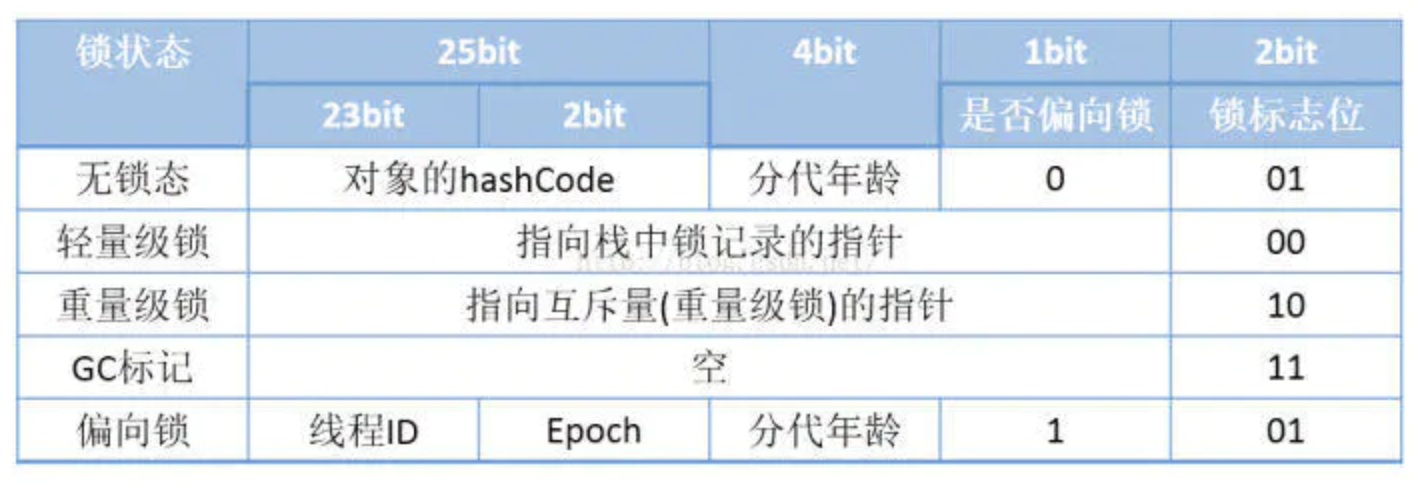 锁状态 25bit 4bit 1bit 2bit
23bit 2bit 是否偏向锁 锁标志位
无锁态 对象的hashCode 分代年龄 0 01
轻量级锁 指向栈中锁记录的指针 00
重量级锁 指向互斥量(重量级锁)的指针 10
GC标记 空 11
偏向锁 线程ID Epoch 分代年龄 1 01